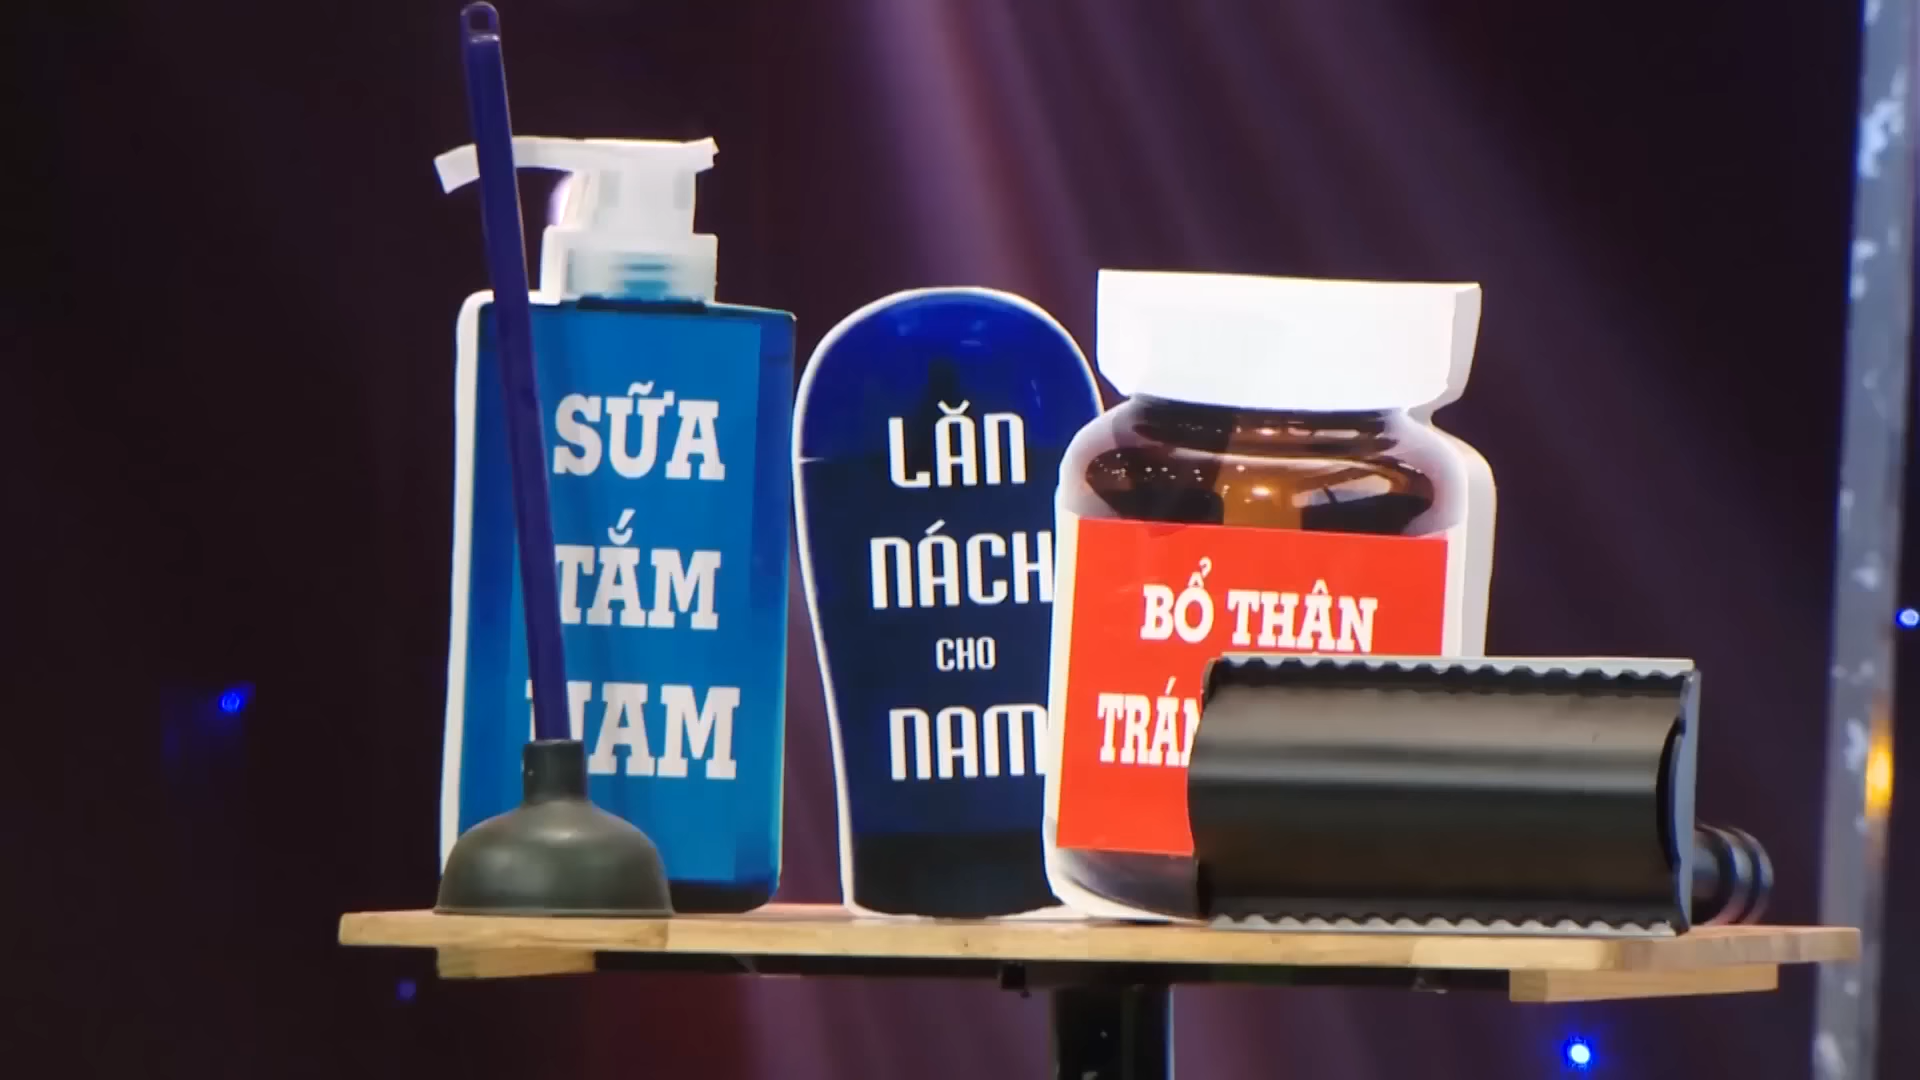 SỮA
TẮM
NAM
LĂN
NÁCH
CHO
NAM
BỔ THẬN